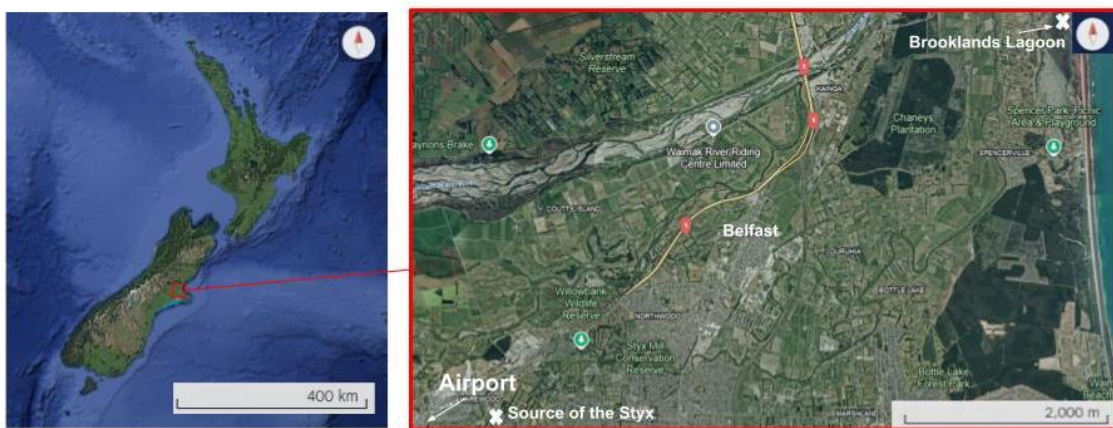 400 km
Brooklands Lagoon
Silverstream
Reserve
KAINGA
Chaneys
Plantation
Spencer Park, Picnic
Area & Playground
Waimak River Riding
Centre Limited
SPENCERVILLE
COUTTS ISLAND
Belfast
OURUHIA
Willowbank
Wildlife
Reserve
BOTTLE LAKE
NORTHWOOD
Styx Mill
Conservation
Reserve
Bottle Lake
Forest Park
Airport
Source of the Styx
MARSHLAND
2,000 m